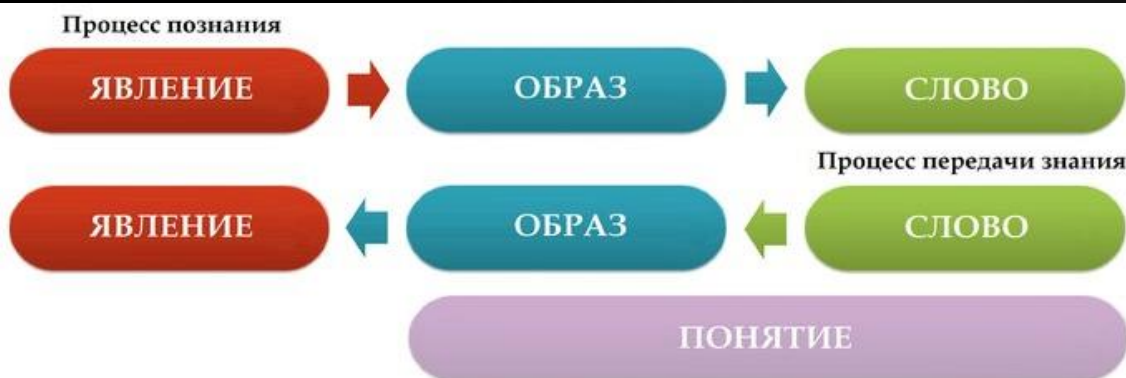 Процесс познания
ЯВЛЕНИЕ ОБРАЗ СЛОВО
Процесс передачи знания
ЯВЛЕНИЕ ОБРАЗ СЛОВО
ПОНЯТИЕ